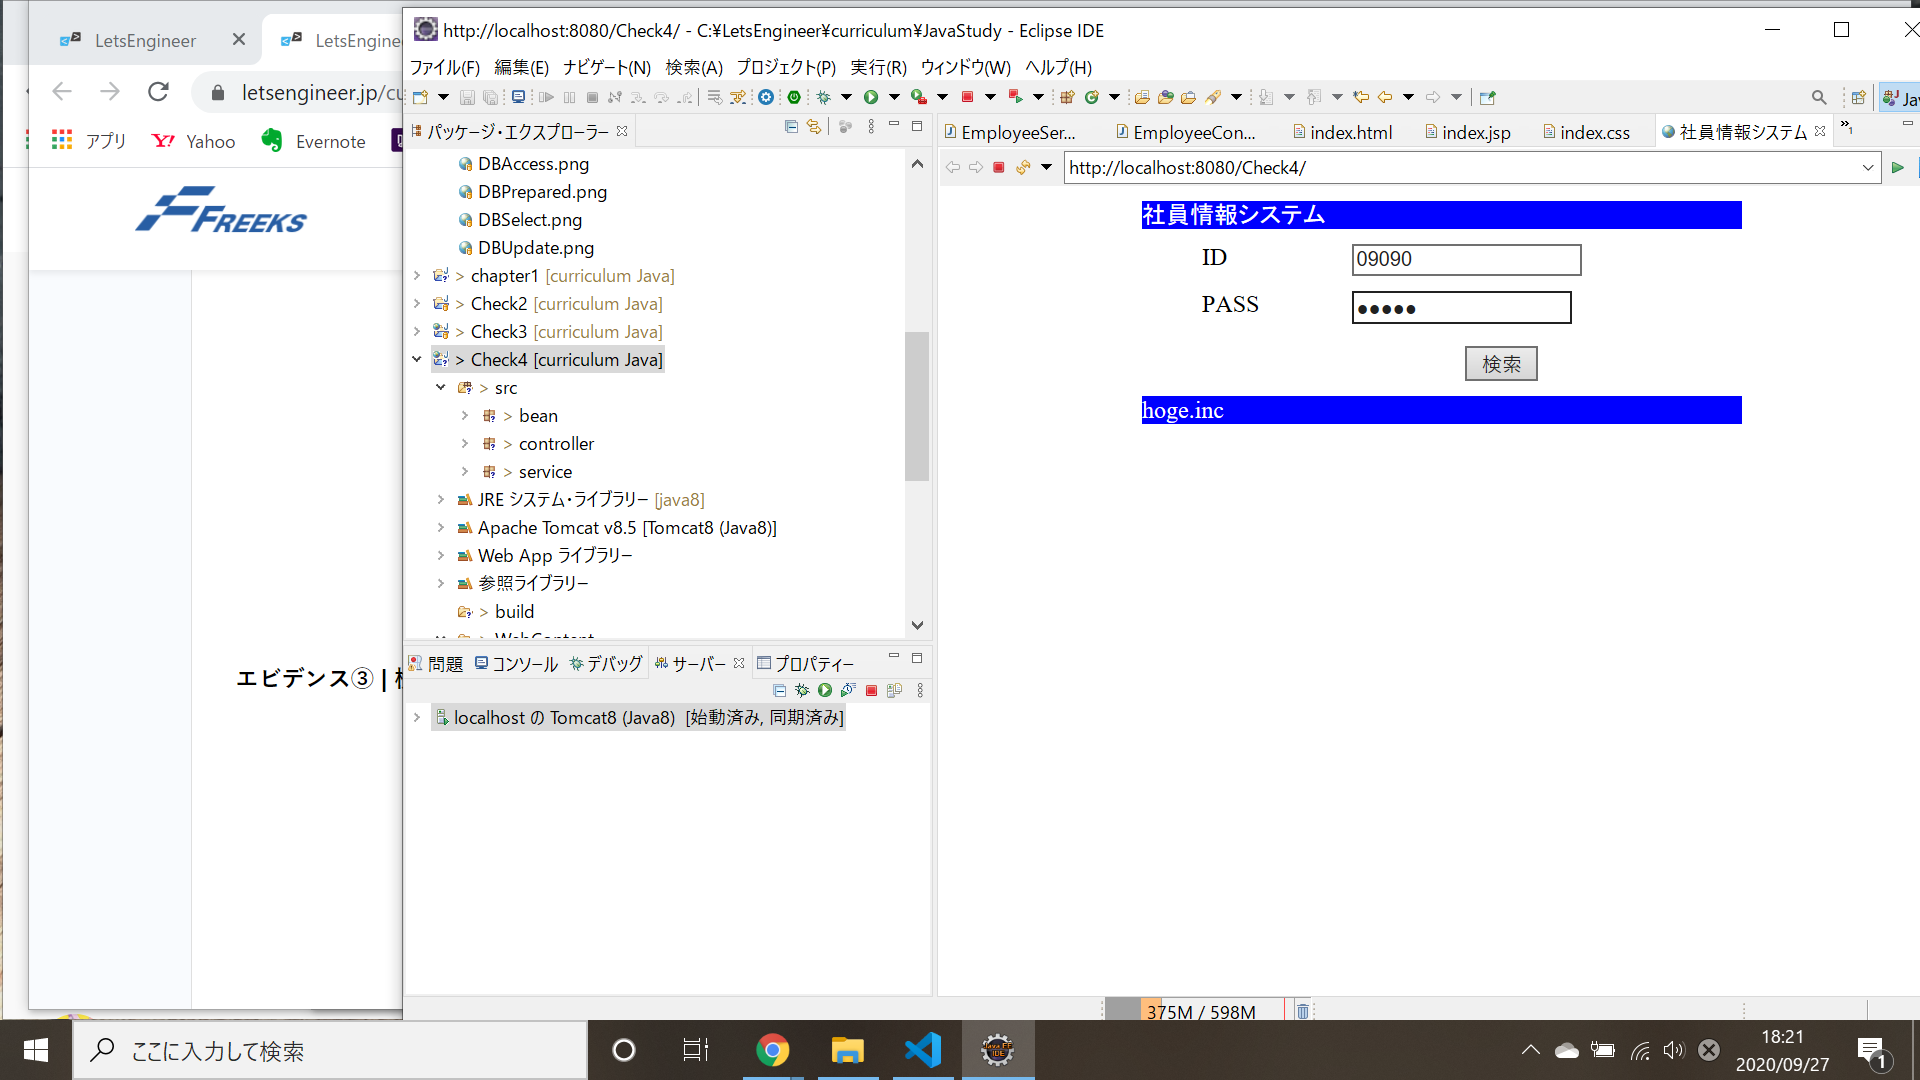 LetsEngineer
LetsEngine
letsengineer.jp/cu
アプリ
Yahoo
Evernote
FREEKS
エビデンス③ |
http://localhost:8080/Check4/ - C:¥LetsEngineer¥curriculum¥JavaStudy - Eclipse IDE
ファイル(F) 編集(E) ナビゲート(N) 検索(A) プロジェクト(P) 実行(R) ウィンドウ(W) ヘルプ(H)
Jav
パッケージ・エクスプローラー
DBAccess.png
DBPrepared.png
DBSelect.png
DBUpdate.png
> chapter1 [curriculum Java]
> Check2 [curriculum Java]
> Check3 [curriculum Java]
> Check4 [curriculum Java]
> src
> bean
> controller
> service
JRE システム・ライブラリー [java8]
Apache Tomcat v8.5 [Tomcat8 (Java8)]
Web App ライブラリー
参照ライブラリー
> build
> WebContent
問題 コンソール デバッグ サーバー プロパティー
localhost の Tomcat8 (Java8) [始動済み, 同期済み]
EmployeeSer... EmployeeCon... index.html index.jsp index.css 社員情報システム »1
http://localhost:8080/Check4/
社員情報システム
ID 09090
PASS ●●●●●
検索
hoge.inc
375M / 598M
ここに入力して検索
18:21
2020/09/27
1